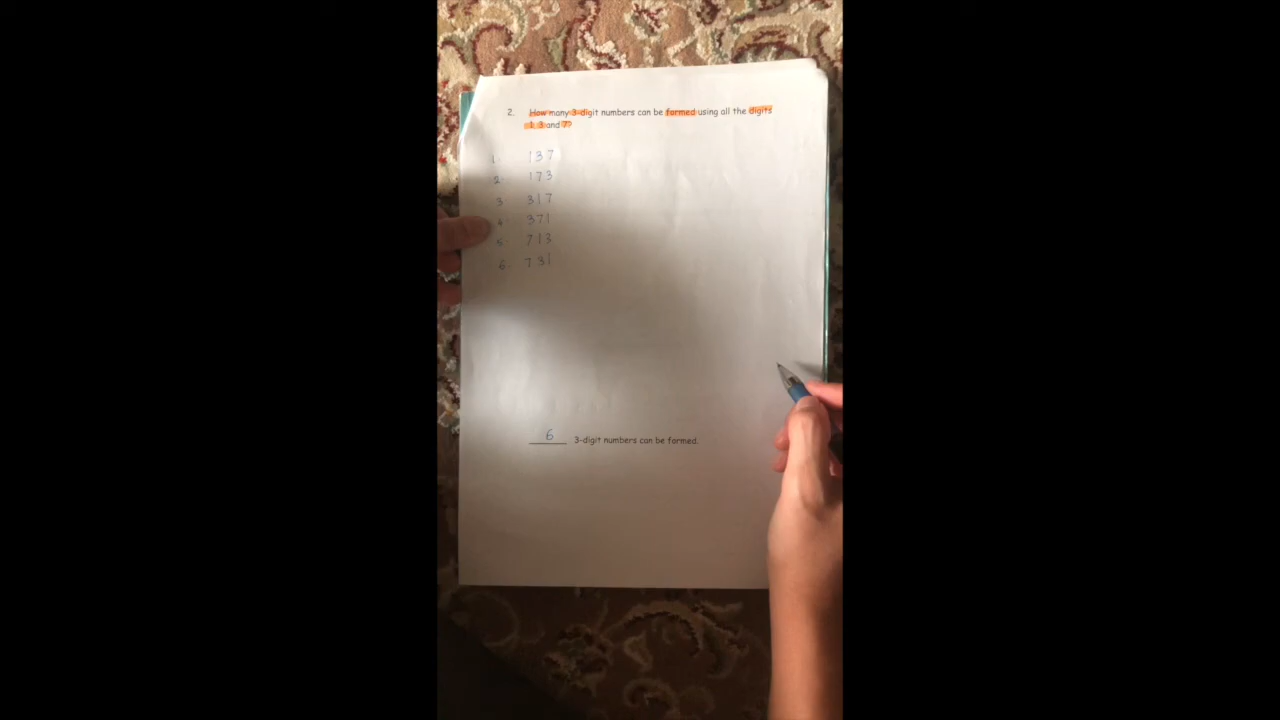 2. How many 3-digit numbers can be formed using all the digits
1 3 and 7?
1. 137
2. 173
3 317
4. 371
5. 713
6. 731
6 3-digit numbers can be formed.